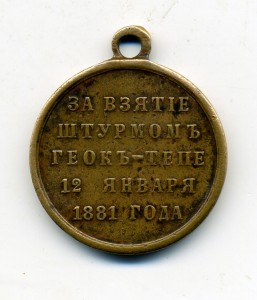 ЗА ВЗЯТІЕ
ШТУРМОМЪ
ГЕОКЪ-ТЕПЕ
12 ЯНВАРЯ
1881 ГОДА